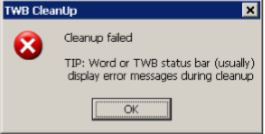 TWB CleanUp
Cleanup failed
TIP: Word or TWB status bar (usually)
display error messages during cleanup
OK